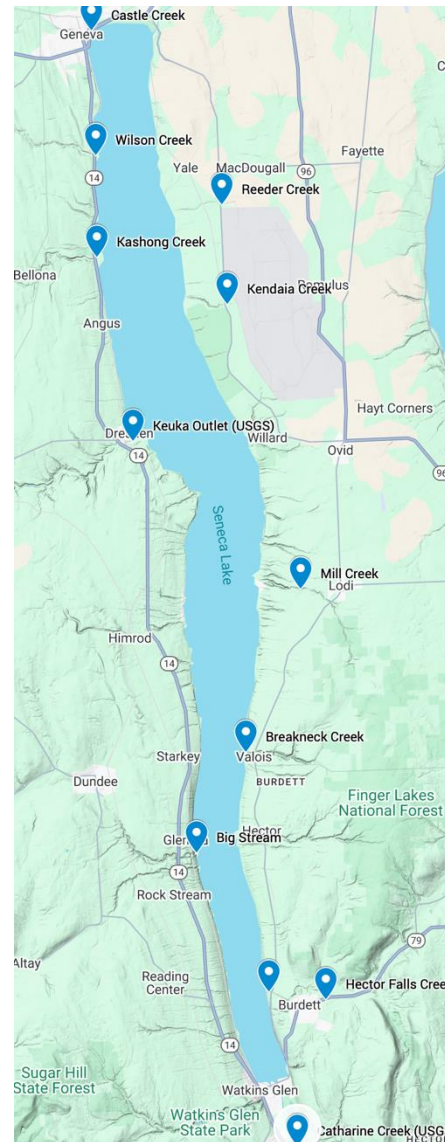 Castle Creek
Geneva
Wilson Creek
Fayette
Yale
MacDougall
96
14
Reeder Creek
Kashong Creek
Bellona
Kendaia Creek
Romulus
Angus
Hayt Corners
Keuka Outlet (USGS)
Willard
14
Ovid
96
Seneca Lake
Mill Creek
Lodi
Himrod
14
Breakneck Creek
Starkey
Valois
Dundee
BURDETT
Finger Lakes
National Forest
Hector
Big Stream
14
Rock Stream
79
Altay
Reading
Center
Hector Falls Cree
Burdett
14
Sugar Hill
State Forest
Watkins Glen
Watkins Glen
State Park
Catharine Creek (USG